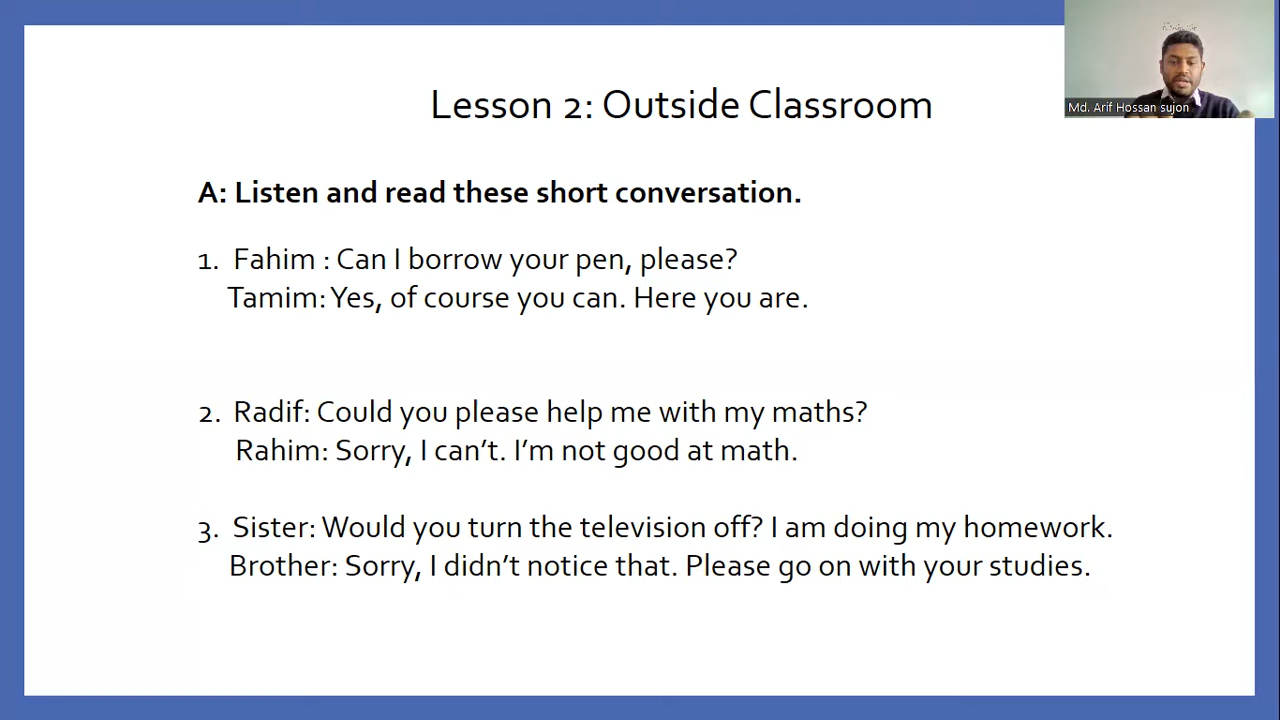 Lesson 2: Outside Classroom
Md. Arif Hossan sujon
A: Listen and read these short conversation.
1. Fahim : Can I borrow your pen, please?
Tamim: Yes, of course you can. Here you are.
2. Radif: Could you please help me with my maths?
Rahim: Sorry, I can’t. I’m not good at math.
3. Sister: Would you turn the television off? I am doing my homework.
Brother: Sorry, I didn’t notice that. Please go on with your studies.